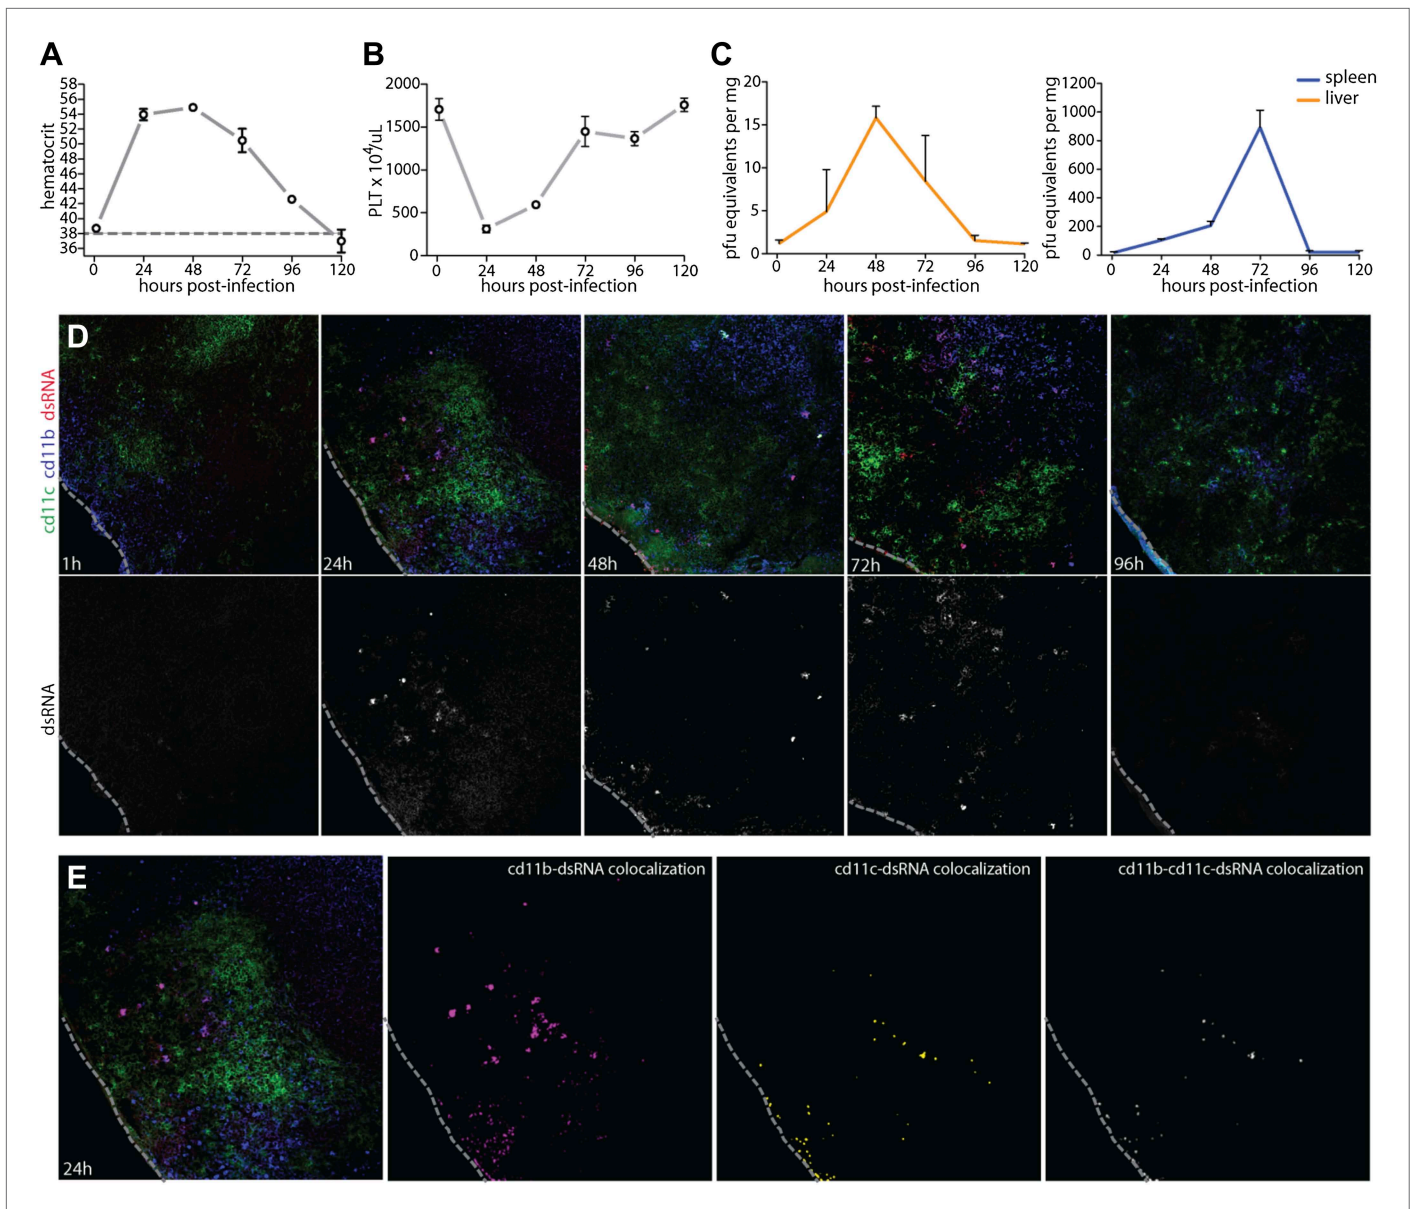 A
B
C
58
56
54
52
50
48
46
44
42
40
38
36
hematocrit
0 24 48 72 96 120
hours post-infection
2000
1500
1000
500
0
PLT x 10^4/uL
0 24 48 72 96 120
hours post-infection
20
15
10
5
0
pfu equivalents per mg
0 24 48 72 96 120
hours post-infection
1200
1000
800
600
400
200
0
pfu equivalents per mg
0 24 48 72 96 120
hours post-infection
spleen
liver
D
cd11c cd11b dsRNA
1h
24h
48h
72h
96h
dsRNA
E
24h
cd11b-dsRNA colocalization
cd11c-dsRNA colocalization
cd11b-cd11c-dsRNA colocalization